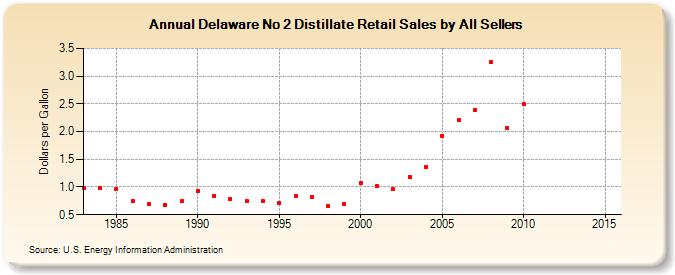 Annual Delaware No 2 Distillate Retail Sales by All Sellers
Dollars per Gallon
3.5
3.0
2.5
2.0
1.5
1.0
0.5
1985 1990 1995 2000 2005 2010 2015
Source: U.S. Energy Information Administration